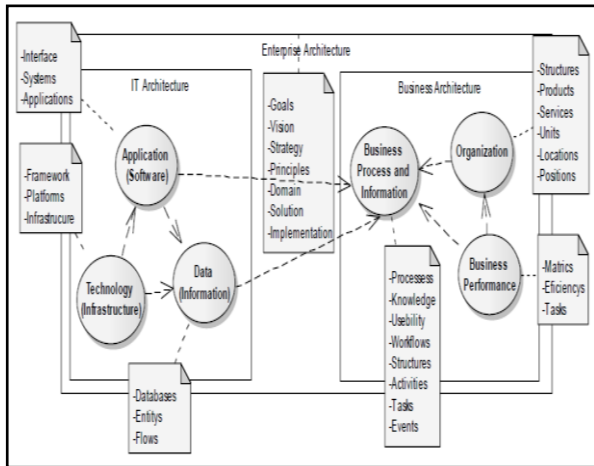 Enterprise Architecture
-Interface
-Systems
-Applications
IT Architecture
-Framework
-Platforms
-Infrasrucure
Application
(Software)
Technology
(Infrastructure)
Data
(Information)
-Databases
-Entitys
-Flows
-Goals
-Vision
-Strategy
-Principles
-Domain
-Solution
-Implementation
Business Architecture
Business
Process and
Information
Organization
Business
Performance
-Structures
-Products
-Services
-Units
-Locations
-Positions
-Matrics
-Eficiencys
-Tasks
-Processess
-Knowledge
-Usebility
-Workflows
-Structures
-Activities
-Tasks
-Events